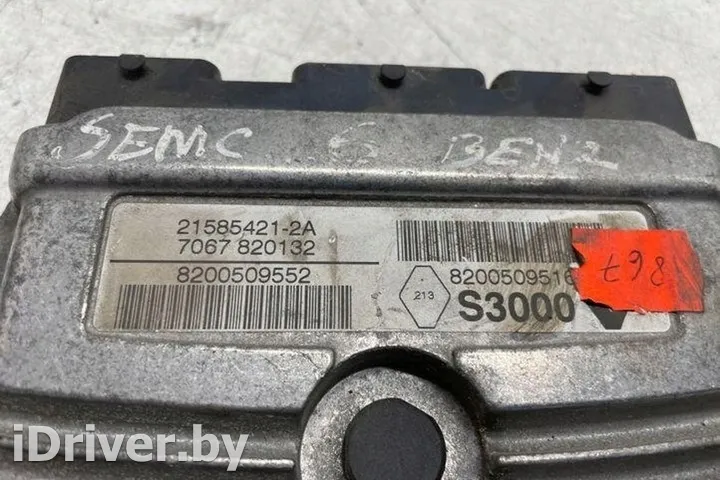 SEMC 6 BENZ
21585421-2A
7067 820132
8200509552
8200509516
213
S3000
867
iDriver.by